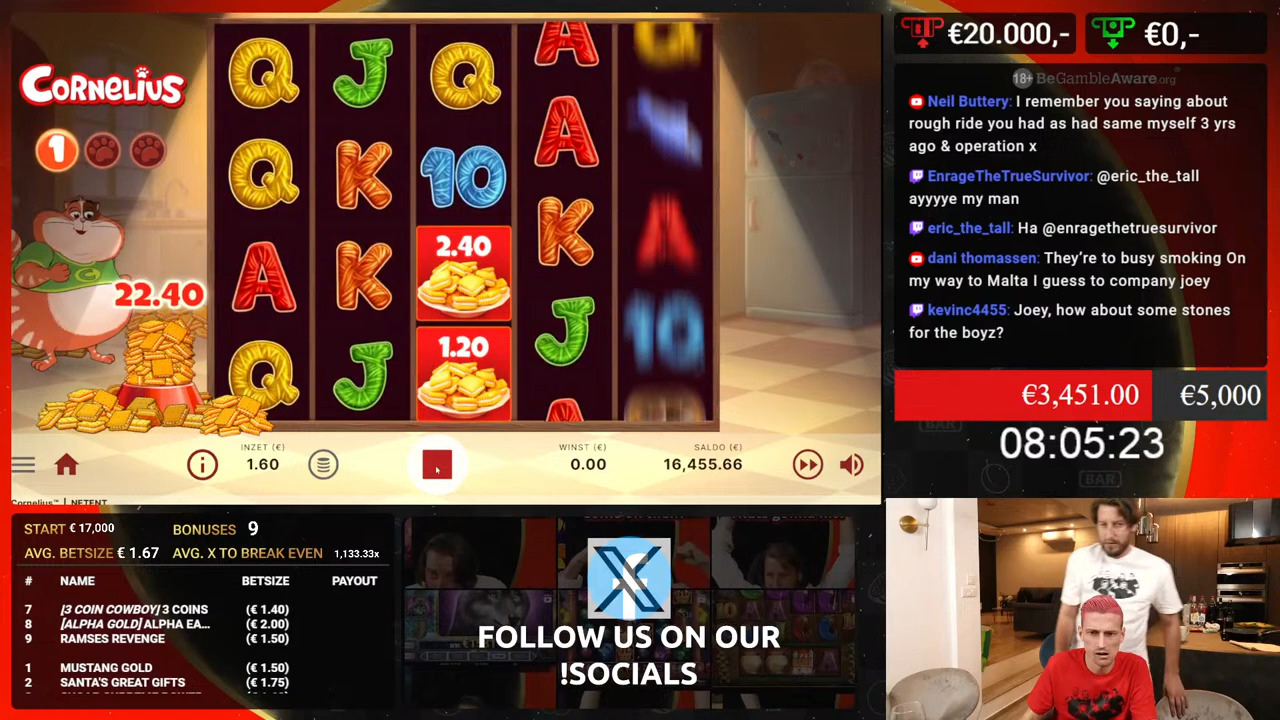 CORNELIUS
1
22.40
Q J Q A
Q K 10 A
A K 2.40 K A
Q J 1.20 J 10
A
INZET (€)
1.60
WINST (€)
0.00
SALDO (€)
16,455.66
Cornelius™ | NETENT
€20.000,-
€0,-
18+ BeGambleAware.org
Neil Buttery: I remember you saying about
rough ride you had as had same myself 3 yrs
ago & operation x
EnrageTheTrueSurvivor: @eric_the_tall
ayyyye my man
eric_the_tall: Ha @enragethetruesurvivor
dani thomassen: They're to busy smoking On
my way to Malta I guess to company joey
kevinc4455: Joey, how about some stones
for the boyz?
€3,451.00
€5,000
BAR
08:05:23
BAR
START € 17,000
BONUSES 9
AVG. BETSIZE € 1.67
AVG. X TO BREAK EVEN 1,133.33x
# NAME BETSIZE PAYOUT
7 [3 COIN COWBOY] 3 COINS (€ 1.40)
8 [ALPHA GOLD] ALPHA EA... (€ 2.00)
9 RAMSES REVENGE (€ 1.50)
1 MUSTANG GOLD (€ 1.50)
2 SANTA'S GREAT GIFTS (€ 1.75)
FOLLOW US ON OUR
!SOCIALS